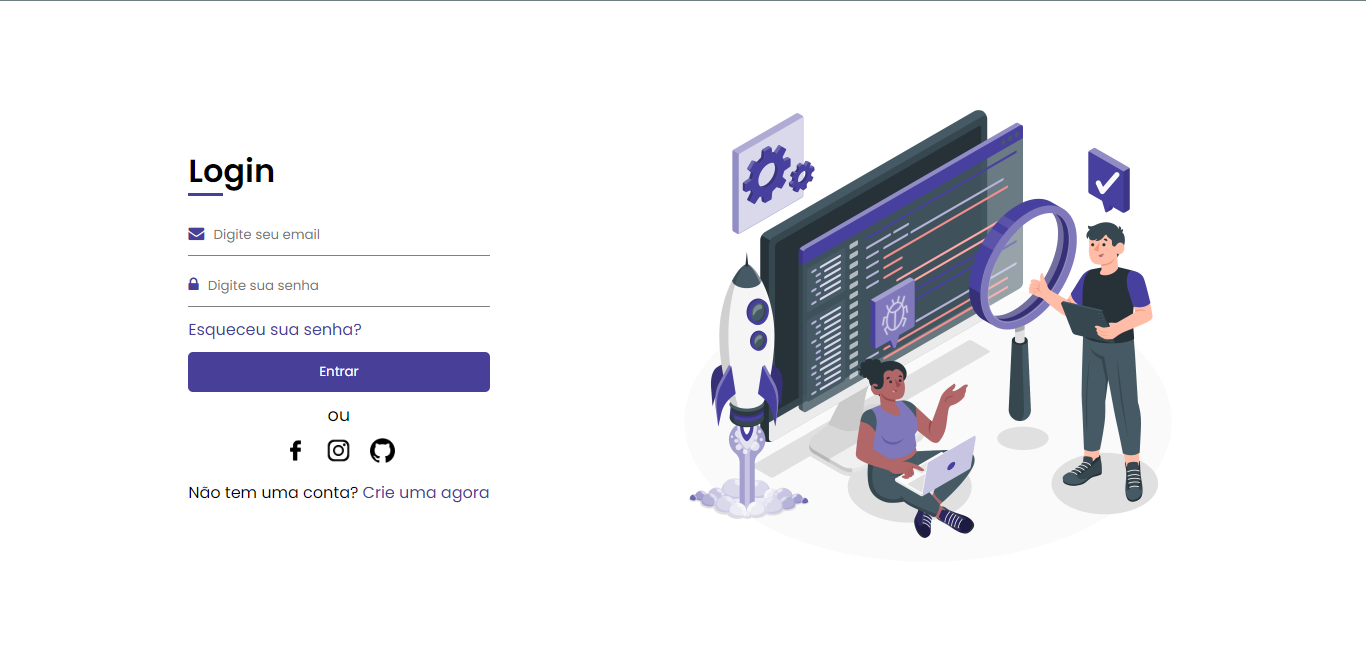 Login
Digite seu email
Digite sua senha
Esqueceu sua senha?
Entrar
ou
Não tem uma conta? Crie uma agora